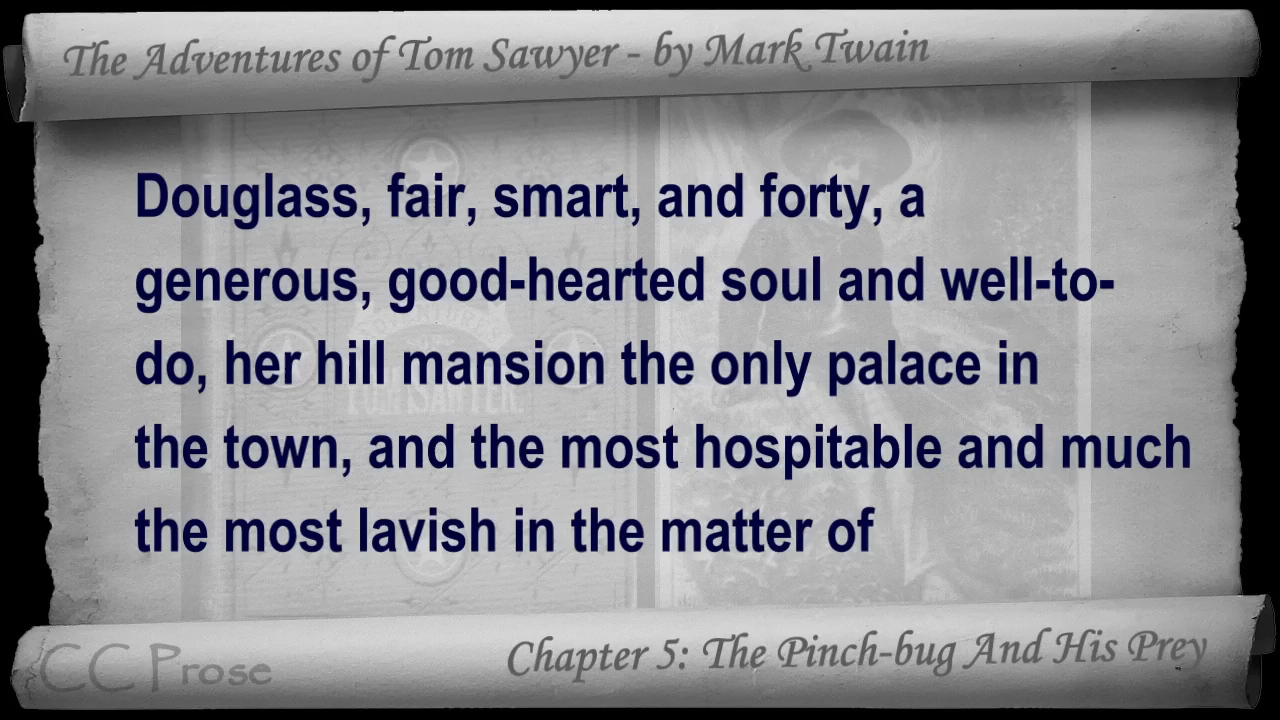 The Adventures of Tom Sawyer - by Mark Twain
Douglass, fair, smart, and forty, a
generous, good-hearted soul and well-to-
do, her hill mansion the only palace in
the town, and the most hospitable and much
the most lavish in the matter of
TOM SAWYER.
CC Prose
Chapter 5: The Pinch-bug And His Prey